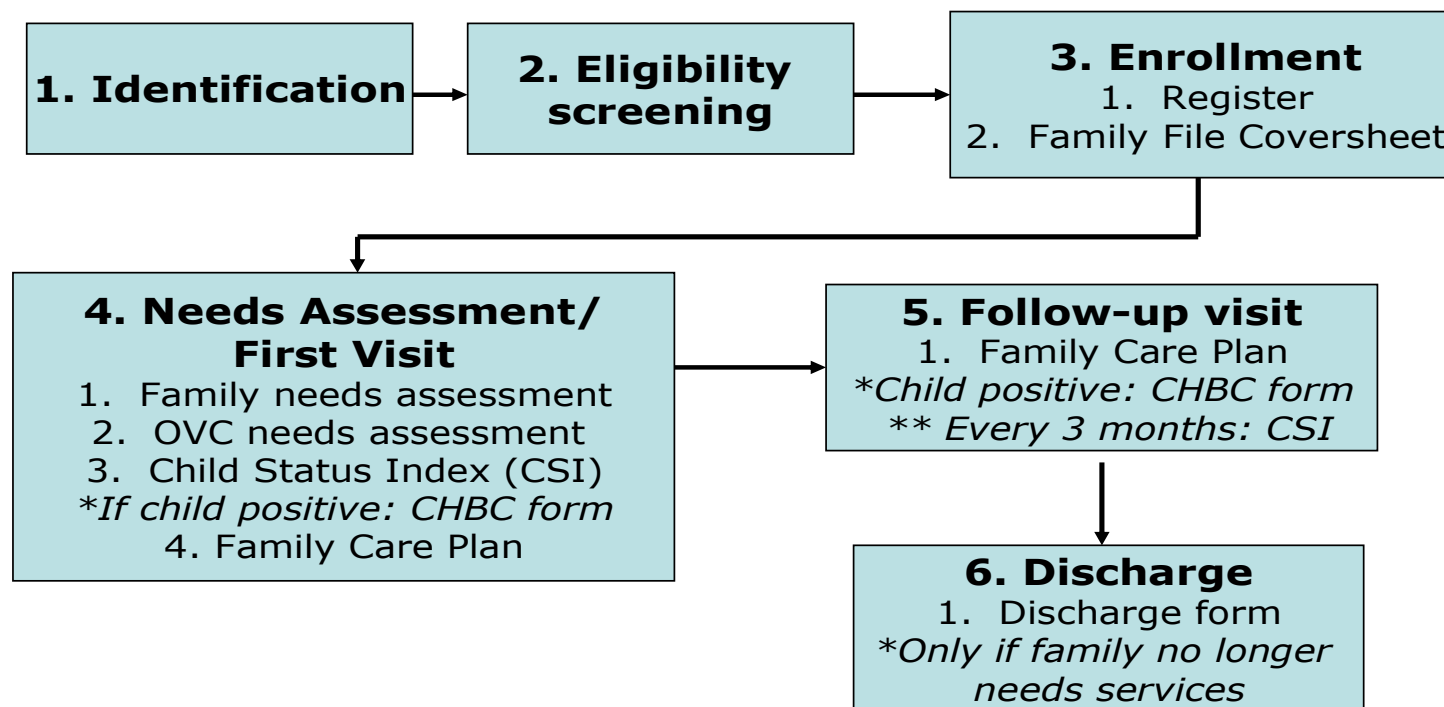 1. Identification
2. Eligibility
screening
3. Enrollment
1. Register
2. Family File Coversheet
4. Needs Assessment/
First Visit
1. Family needs assessment
2. OVC needs assessment
3. Child Status Index (CSI)
*If child positive: CHBC form
4. Family Care Plan
5. Follow-up visit
1. Family Care Plan
*Child positive: CHBC form
** Every 3 months: CSI
6. Discharge
1. Discharge form
*Only if family no longer
needs services